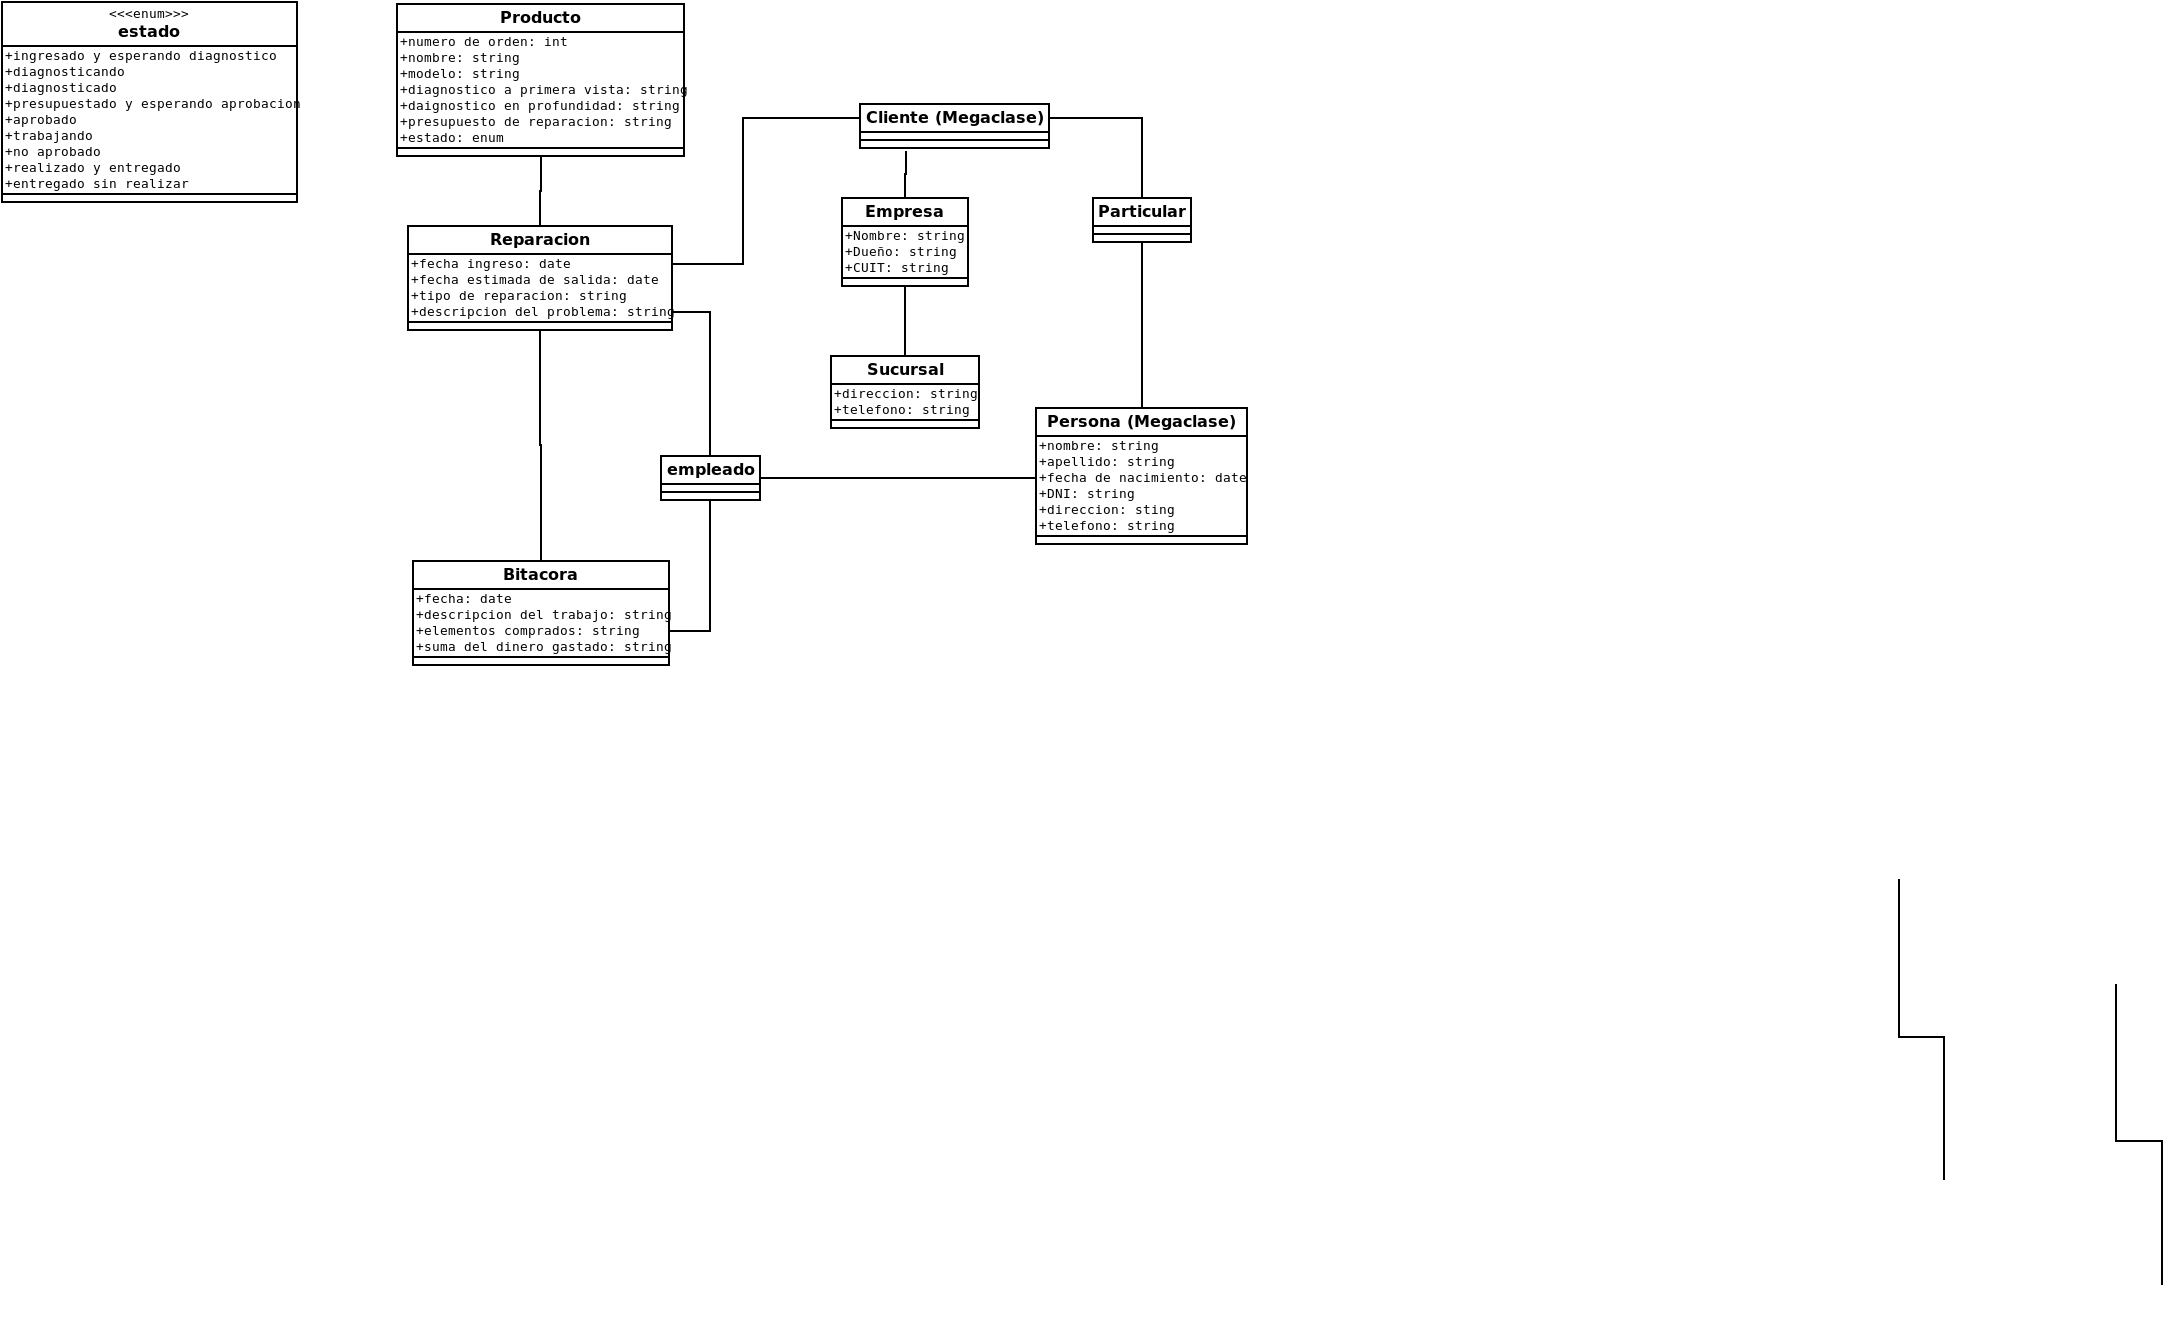 <<<enum>>>
estado
+ingresado y esperando diagnostico
+diagnosticando
+diagnosticado
+presupuestado y esperando aprobacion
+aprobado
+trabajando
+no aprobado
+realizado y entregado
+entregado sin realizar
Producto
+numero de orden: int
+nombre: string
+modelo: string
+diagnostico a primera vista: string
+daignostico en profundidad: string
+presupuesto de reparacion: string
+estado: enum
Cliente (Megaclase)
Empresa
+Nombre: string
+Dueño: string
+CUIT: string
Particular
Reparacion
+fecha ingreso: date
+fecha estimada de salida: date
+tipo de reparacion: string
+descripcion del problema: string
Sucursal
+direccion: string
+telefono: string
Persona (Megaclase)
+nombre: string
+apellido: string
+fecha de nacimiento: date
+DNI: string
+direccion: sting
+telefono: string
empleado
Bitacora
+fecha: date
+descripcion del trabajo: string
+elementos comprados: string
+suma del dinero gastado: string